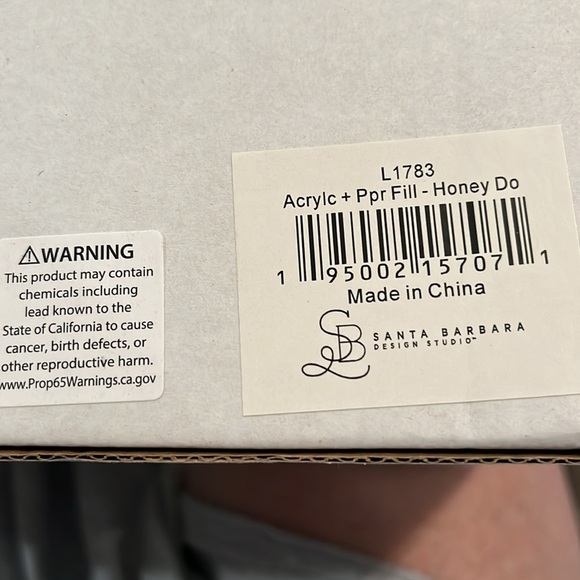 L1783
Acrylc + Ppr Fill - Honey Do
1 95002 15707 1
Made in China
SB
SANTA BARBARA
DESIGN STUDIO™
⚠WARNING
This product may contain
chemicals including
lead known to the
State of California to cause
cancer, birth defects, or
other reproductive harm.
www.Prop65Warnings.ca.gov